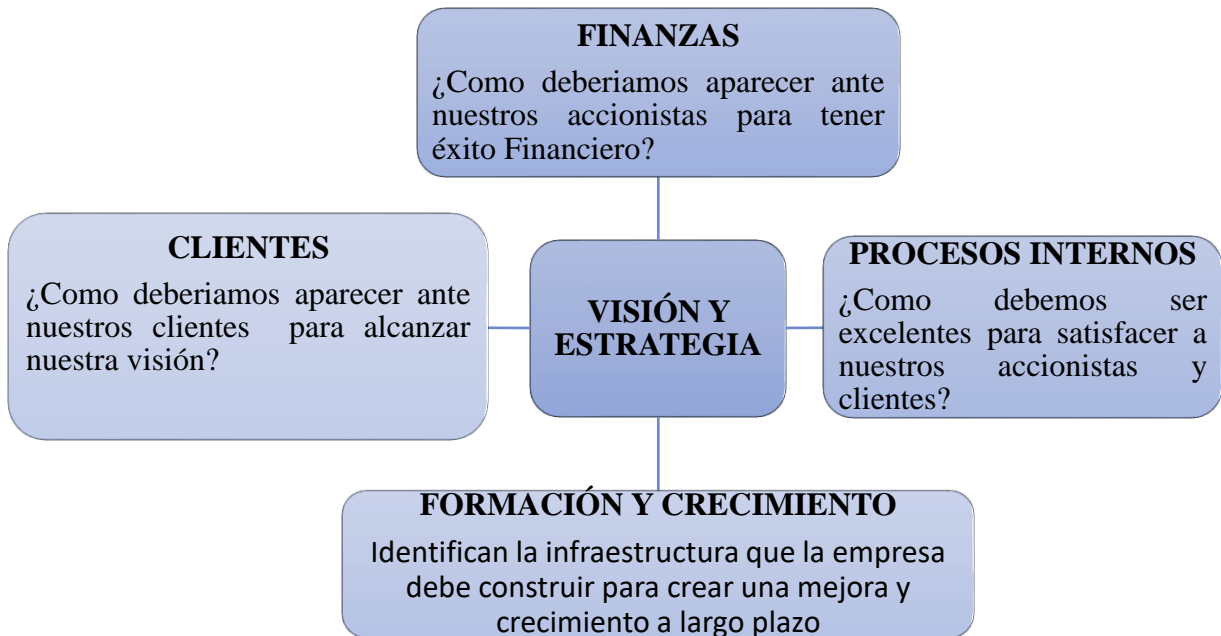 FINANZAS
¿Como deberiamos aparecer ante
nuestros accionistas para tener
éxito Financiero?
CLIENTES
¿Como deberiamos aparecer ante
nuestros clientes para alcanzar
nuestra visión?
VISIÓN Y
ESTRATEGIA
PROCESOS INTERNOS
¿Como debemos ser
excelentes para satisfacer a
nuestros accionistas y
clientes?
FORMACIÓN Y CRECIMIENTO
Identifican la infraestructura que la empresa
debe construir para crear una mejora y
crecimiento a largo plazo